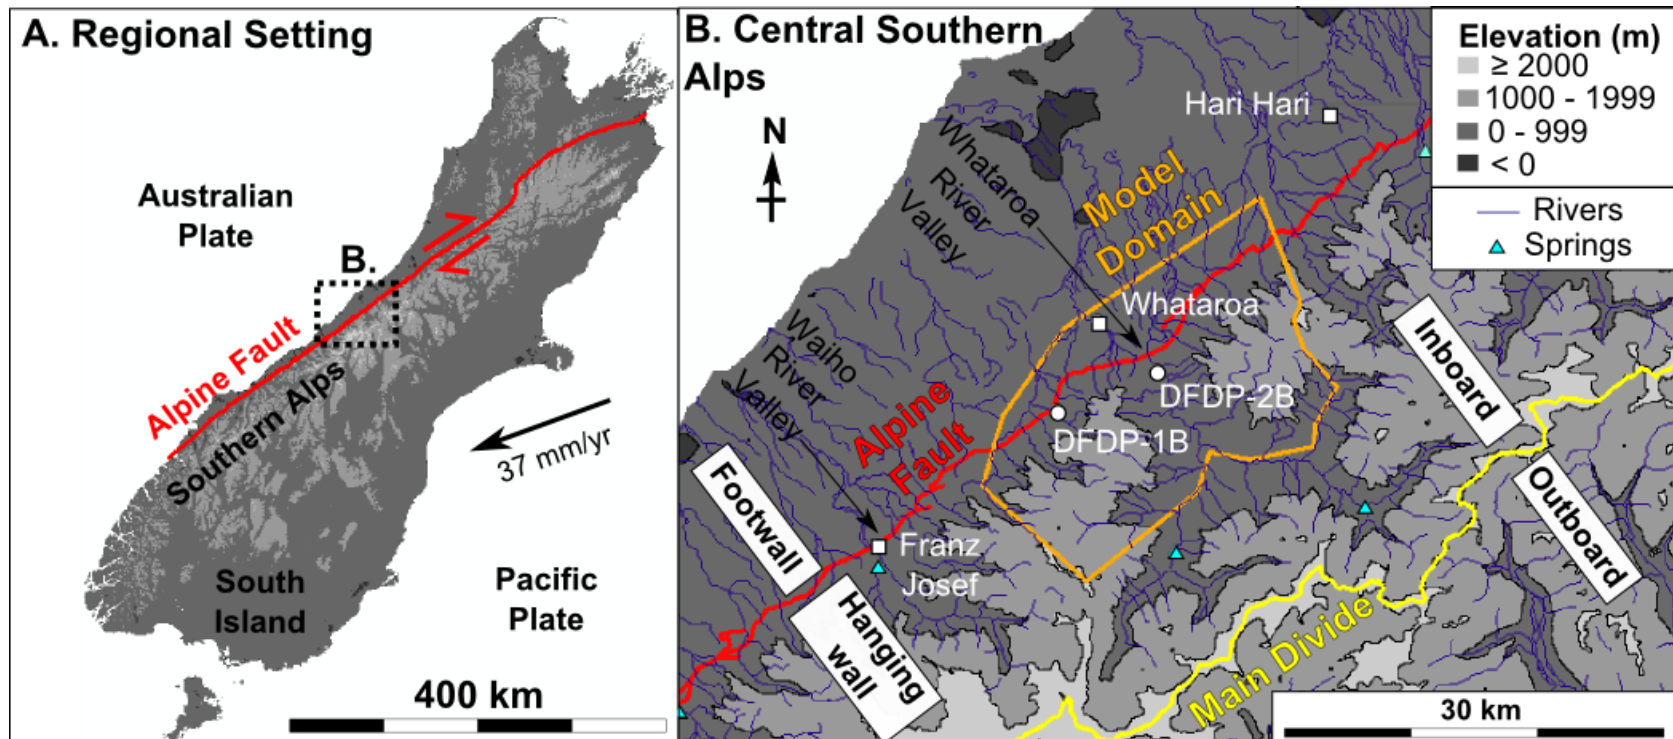 A. Regional Setting
Australian
Plate
B.
Alpine Fault
Southern Alps
37 mm/yr
South
Island
Pacific
Plate
400 km
B. Central Southern
Alps
N
Hari Hari
Whataroa
River
Valley
Model
Domain
Whataroa
Waiho
River
Valley
Alpine
Fault
DFDP-2B
DFDP-1B
Inboard
Outboard
Footwall
Hanging
wall
Franz
Josef
Main Divide
30 km
Elevation (m)
≥ 2000
1000 - 1999
0 - 999
< 0
Rivers
Springs